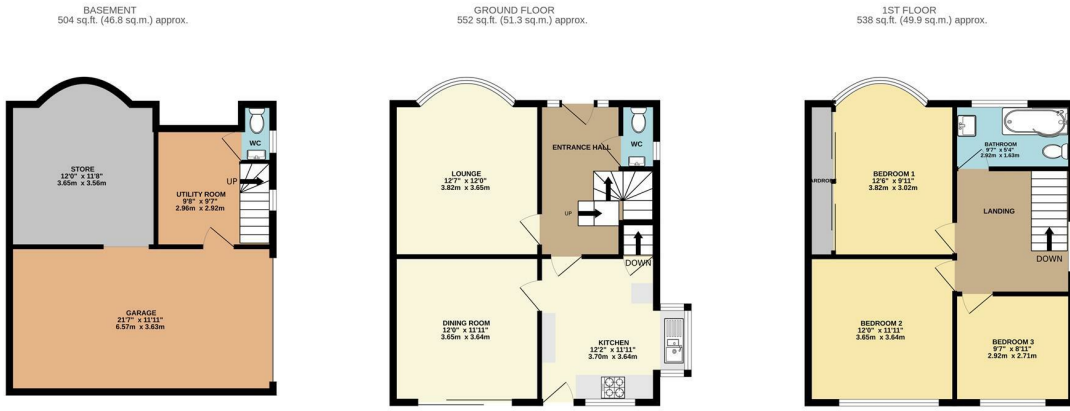 BASEMENT
504 sq.ft. (46.8 sq.m.) approx.
GROUND FLOOR
552 sq.ft. (51.3 sq.m.) approx.
1ST FLOOR
538 sq.ft. (49.9 sq.m.) approx.
STORE
12'0" x 11'8"
3.65m x 3.56m
WC
UP
UTILITY ROOM
9'8" x 9'7"
2.96m x 2.92m
GARAGE
21'7" x 11'11"
6.57m x 3.63m
LOUNGE
12'7" x 12'0"
3.82m x 3.65m
ENTRANCE HALL
WC
UP
DOWN
DINING ROOM
12'0" x 11'11"
3.65m x 3.64m
KITCHEN
12'2" x 11'11"
3.70m x 3.64m
BEDROOM 1
12'6" x 9'11"
3.82m x 3.02m
BATHROOM
9'7" x 5'4"
2.92m x 1.63m
LANDING
DOWN
BEDROOM 2
12'0" x 11'11"
3.65m x 3.64m
BEDROOM 3
9'7" x 8'11"
2.92m x 2.71m